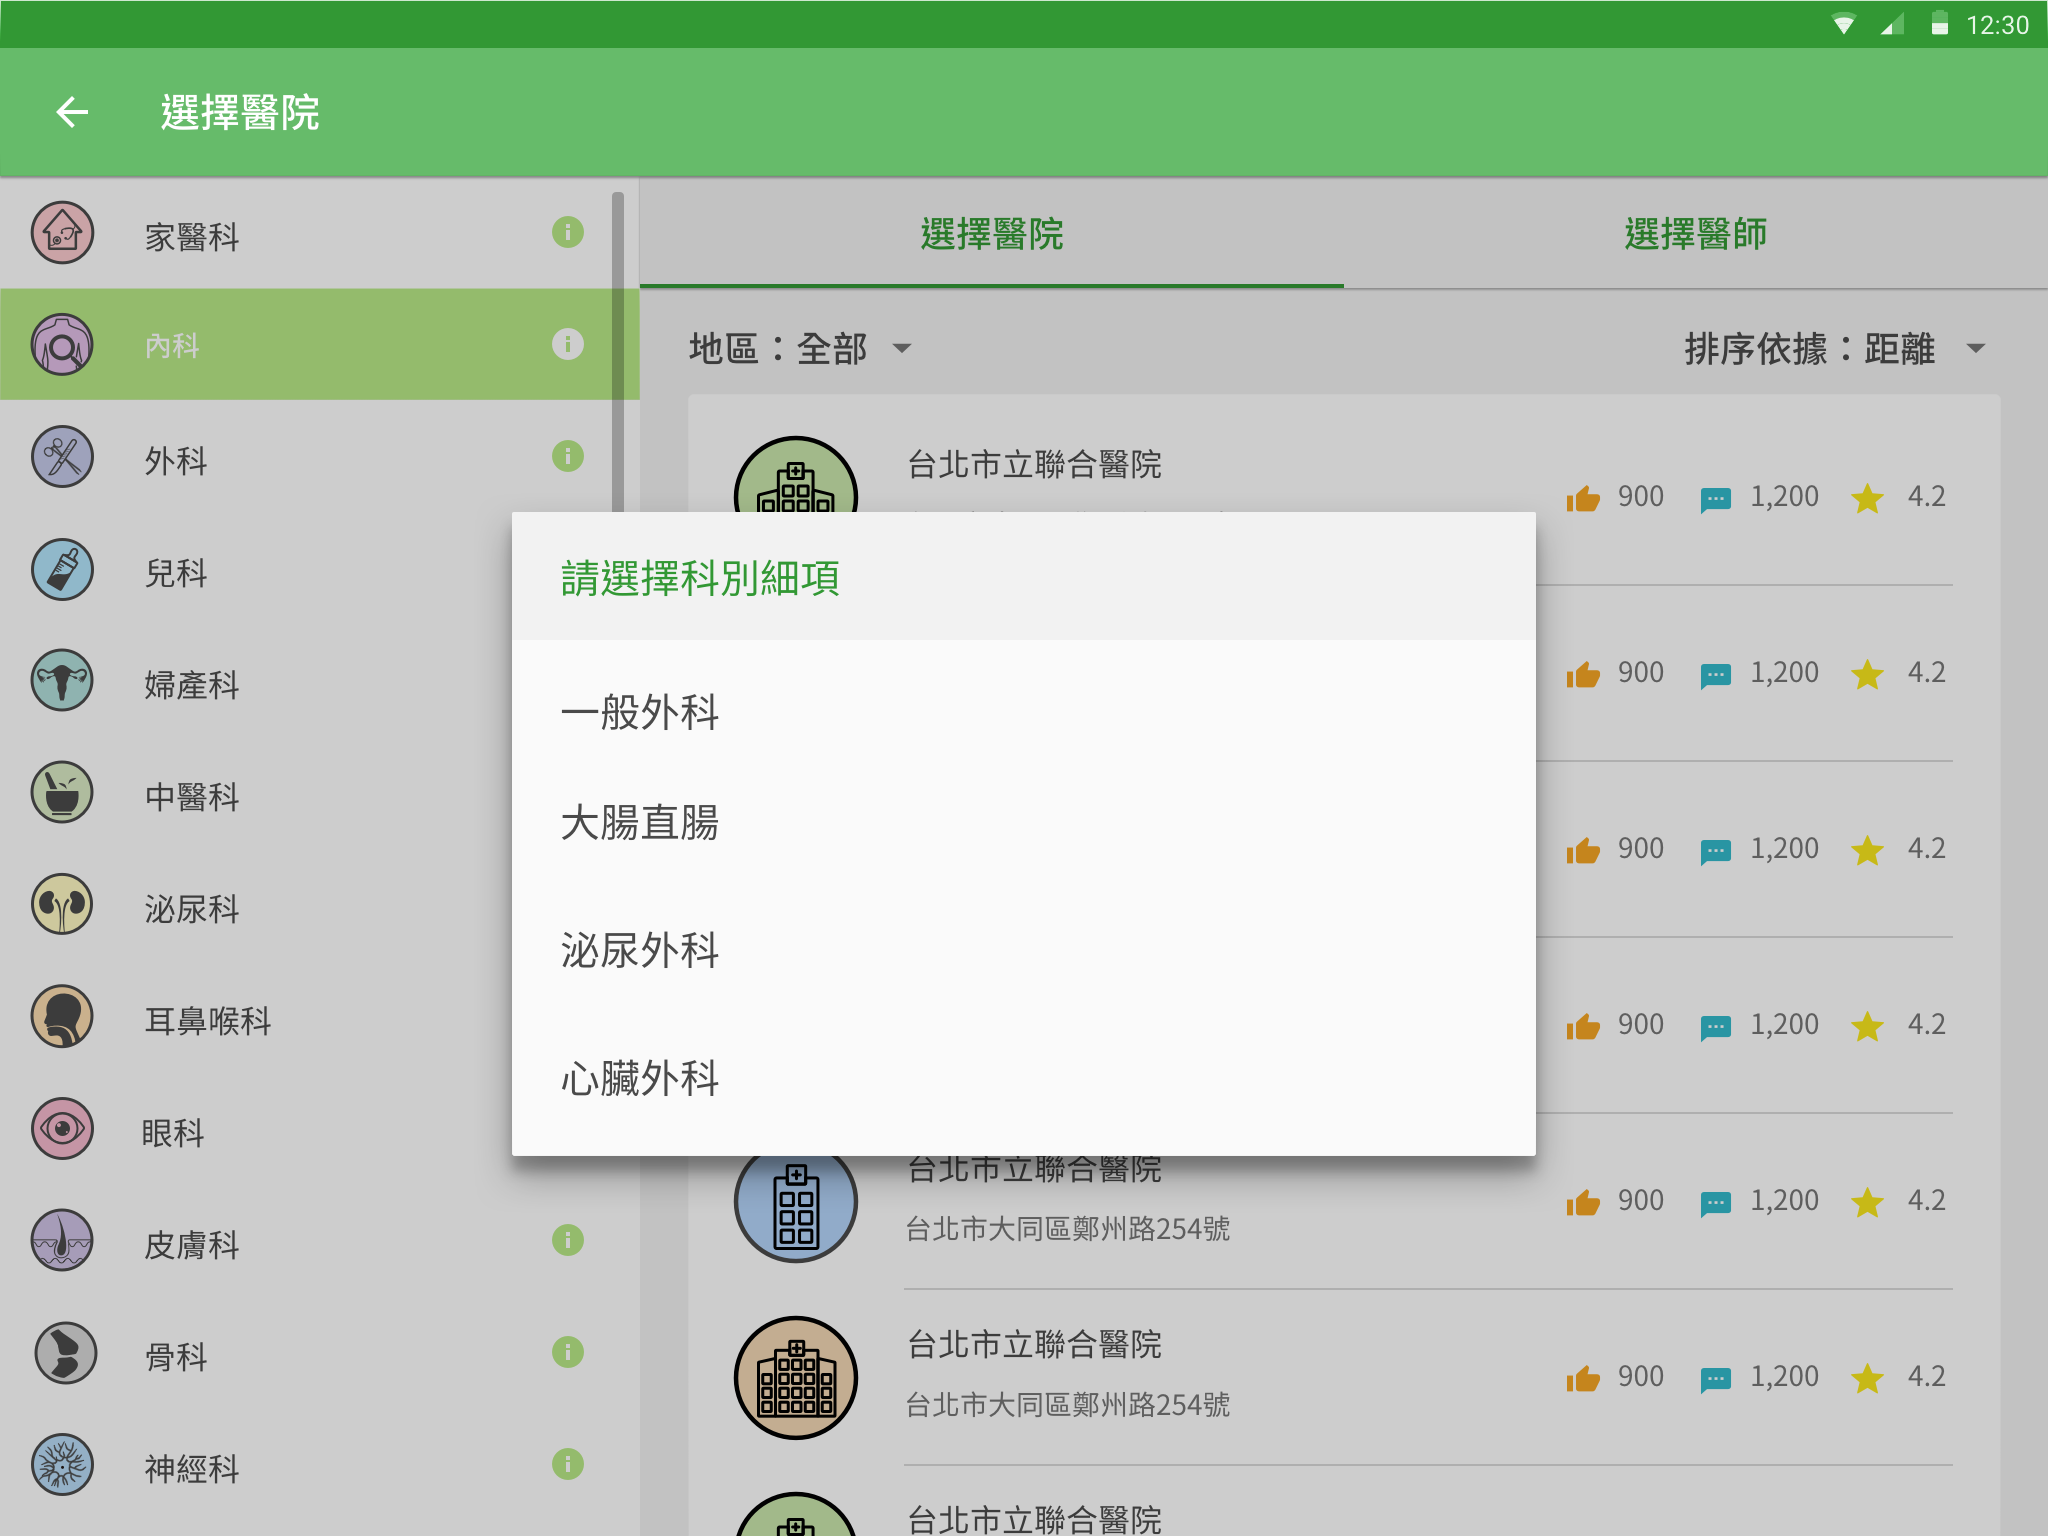 12:30
選擇醫院
家醫科
內科
外科
兒科
婦產科
中醫科
泌尿科
耳鼻喉科
眼科
皮膚科
骨科
神經科
選擇醫院
選擇醫師
地區：全部
排序依據：距離
台北市立聯合醫院
900 1,200 4.2
900 1,200 4.2
900 1,200 4.2
900 1,200 4.2
請選擇科別細項
一般外科
大腸直腸
泌尿外科
心臟外科
台北市立聯合醫院
台北市大同區鄭州路254號
900 1,200 4.2
台北市立聯合醫院
台北市大同區鄭州路254號
900 1,200 4.2
台北市立聯合醫院